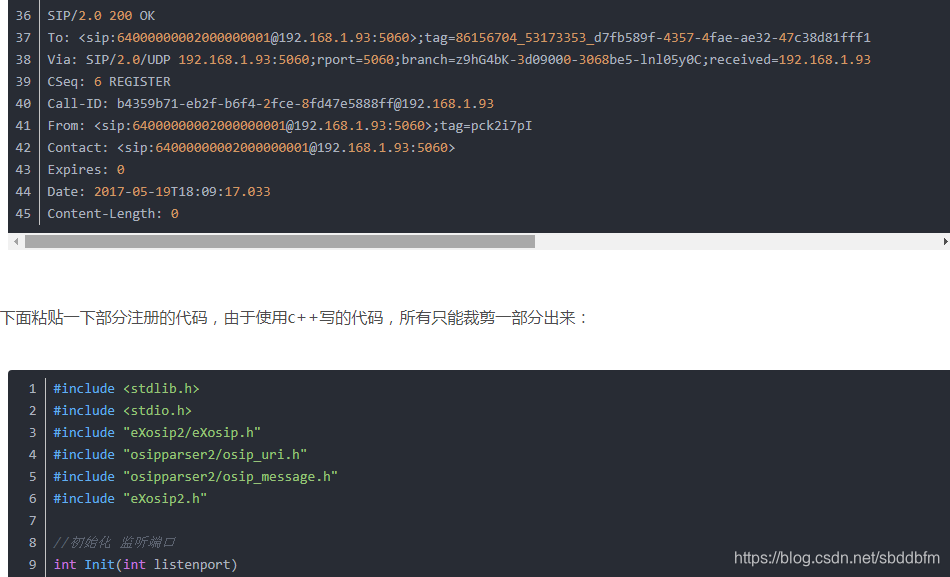 36 SIP/2.0 200 OK
37 To: <sip:64000000002000000001@192.168.1.93:5060>;tag=86156704_53173353_d7fb589f-4357-4fae-ae32-47c38d81fff1
38 Via: SIP/2.0/UDP 192.168.1.93:5060;rport=5060;branch=z9hG4bK-3d09000-3068be5-lnl05y0C;received=192.168.1.93
39 CSeq: 6 REGISTER
40 Call-ID: b4359b71-eb2f-b6f4-2fce-8fd47e5888ff@192.168.1.93
41 From: <sip:64000000002000000001@192.168.1.93:5060>;tag=pck2i7pI
42 Contact: <sip:64000000002000000001@192.168.1.93:5060>
43 Expires: 0
44 Date: 2017-05-19T18:09:17.033
45 Content-Length: 0
下面粘贴一下部分注册的代码，由于使用c++写的代码，所有只能裁剪一部分出来：
1 #include <stdlib.h>
2 #include <stdio.h>
3 #include "eXosip2/eXosip.h"
4 #include "osipparser2/osip_uri.h"
5 #include "osipparser2/osip_message.h"
6 #include "eXosip2.h"
7
8 //初始化 监听端口
9 int Init(int listenport)
https://blog.csdn.net/sbddbfm